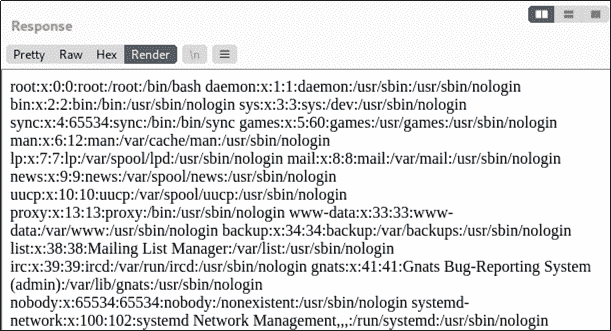 Response
Pretty Raw Hex Render \n
root:x:0:0:root:/root:/bin/bash daemon:x:1:1:daemon:/usr/sbin:/usr/sbin/nologin
bin:x:2:2:bin:/bin:/usr/sbin/nologin sys:x:3:3:sys:/dev:/usr/sbin/nologin
sync:x:4:65534:sync:/bin:/bin/sync games:x:5:60:games:/usr/games:/usr/sbin/nologin
man:x:6:12:man:/var/cache/man:/usr/sbin/nologin
lp:x:7:7:lp:/var/spool/lpd:/usr/sbin/nologin mail:x:8:8:mail:/var/mail:/usr/sbin/nologin
news:x:9:9:news:/var/spool/news:/usr/sbin/nologin
uucp:x:10:10:uucp:/var/spool/uucp:/usr/sbin/nologin
proxy:x:13:13:proxy:/bin:/usr/sbin/nologin www-data:x:33:33:www-
data:/var/www:/usr/sbin/nologin backup:x:34:34:backup:/var/backups:/usr/sbin/nologin
list:x:38:38:Mailing List Manager:/var/list:/usr/sbin/nologin
irc:x:39:39:ircd:/var/run/ircd:/usr/sbin/nologin gnats:x:41:41:Gnats Bug-Reporting System
(admin):/var/lib/gnats:/usr/sbin/nologin
nobody:x:65534:65534:nobody:/nonexistent:/usr/sbin/nologin systemd-
network:x:100:102:systemd Network Management,,,:/run/systemd:/usr/sbin/nologin